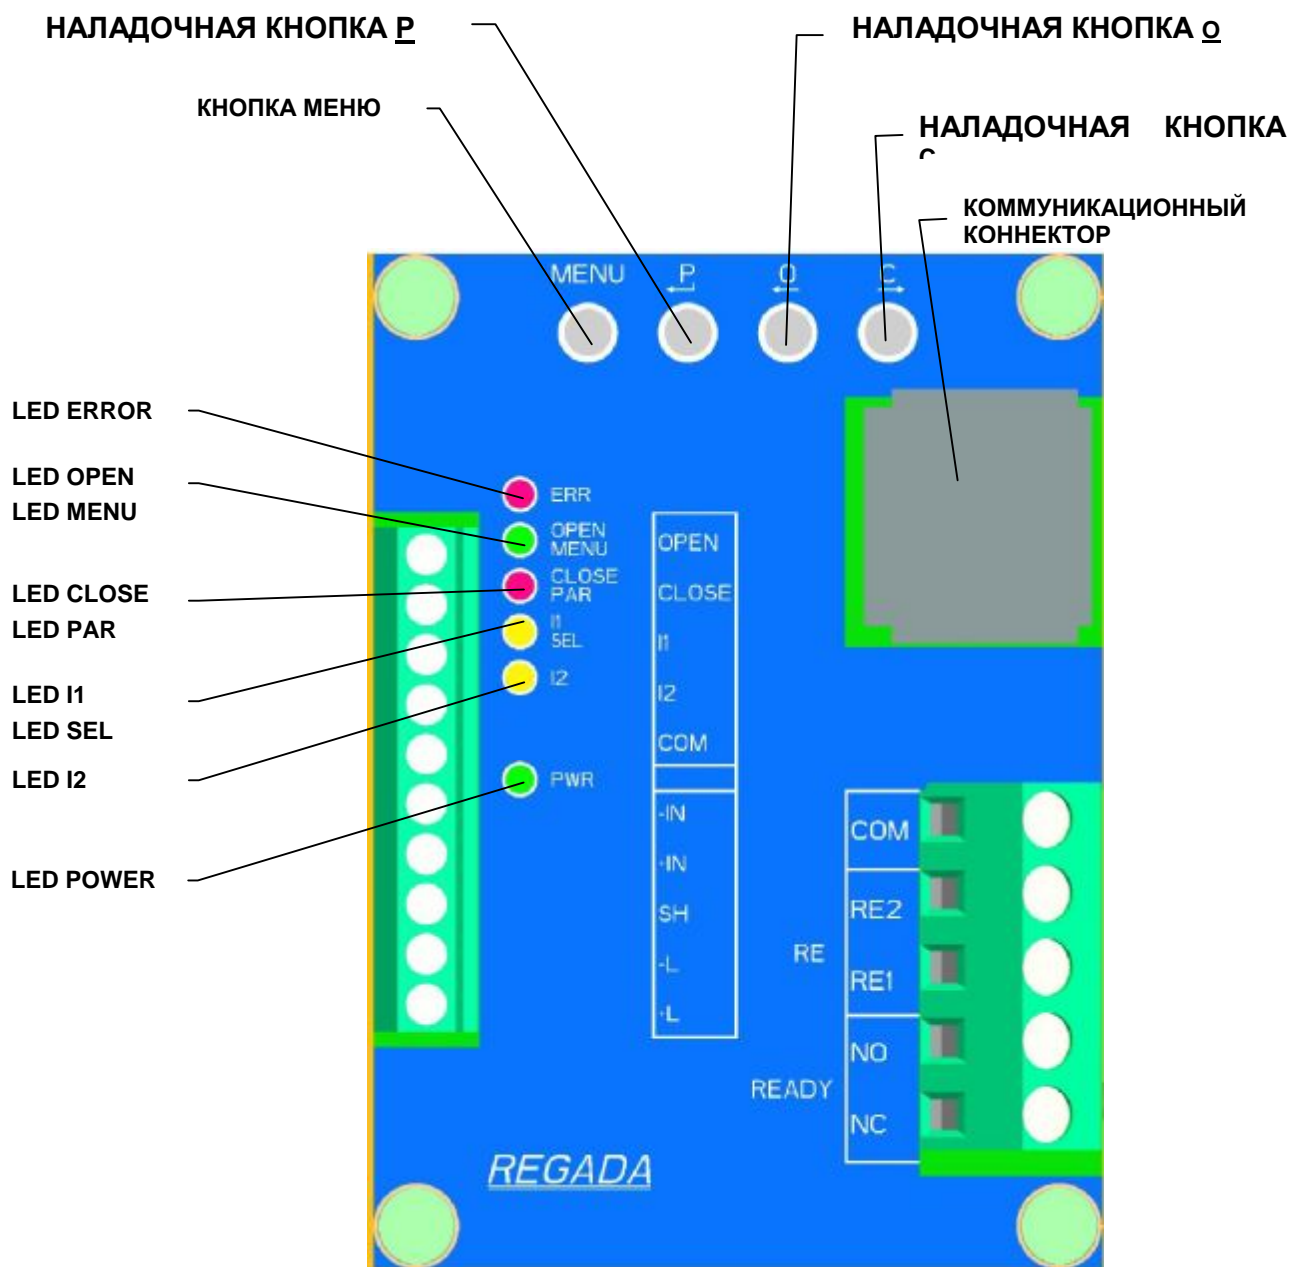 НАЛАДОЧНАЯ КНОПКА P
НАЛАДОЧНАЯ КНОПКА O
КНОПКА МЕНЮ
НАЛАДОЧНАЯ КНОПКА
C
КОММУНИКАЦИОННЫЙ
КОННЕКТОР
MENU P O C
LED ERROR
LED OPEN
LED MENU
LED CLOSE
LED PAR
LED I1
LED SEL
LED I2
LED POWER
ERR
OPEN
MENU
CLOSE
PAR
I1
SEL
I2
PWR
OPEN
CLOSE
I1
I2
COM
-IN
+IN
SH
-L
+L
COM
RE2
RE
RE1
NO
READY
NC
REGADA